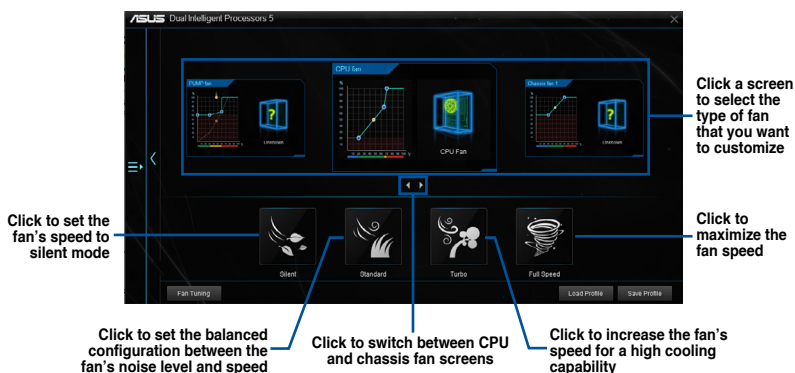 ASUS Dual Intelligent Processors 5
PUMP fan
CPU fan
Chassis fan 1
Unknown
CPU Fan
Unknown
Click a screen
to select the
type of fan
that you want
to customize
Click to set the
fan's speed to
silent mode
Silent
Standard
Turbo
Full Speed
Click to
maximize the
fan speed
Fan Tuning
Load Profile
Save Profile
Click to set the balanced
configuration between the
fan's noise level and speed
Click to switch between CPU
and chassis fan screens
Click to increase the fan's
speed for a high cooling
capability